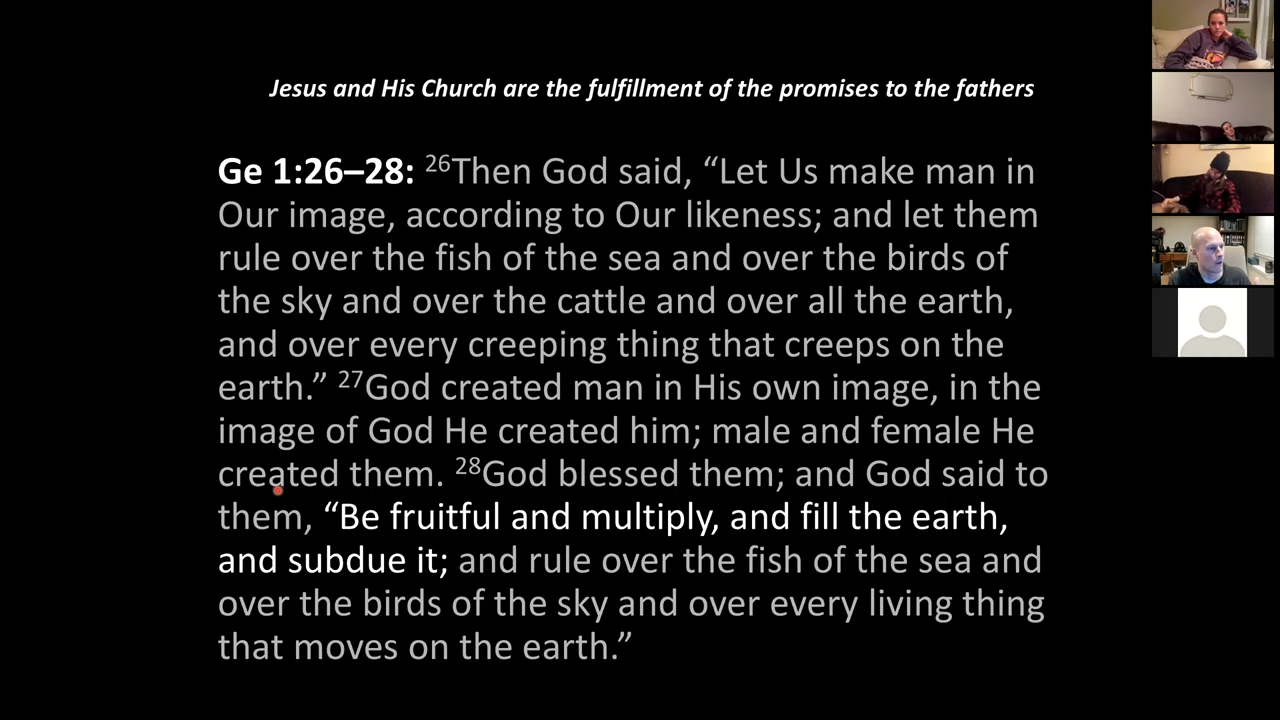 Jesus and His Church are the fulfillment of the promises to the fathers
Ge 1:26–28: 26Then God said, “Let Us make man in
Our image, according to Our likeness; and let them
rule over the fish of the sea and over the birds of
the sky and over the cattle and over all the earth,
and over every creeping thing that creeps on the
earth.” 27God created man in His own image, in the
image of God He created him; male and female He
created them. 28God blessed them; and God said to
them, “Be fruitful and multiply, and fill the earth,
and subdue it; and rule over the fish of the sea and
over the birds of the sky and over every living thing
that moves on the earth.”